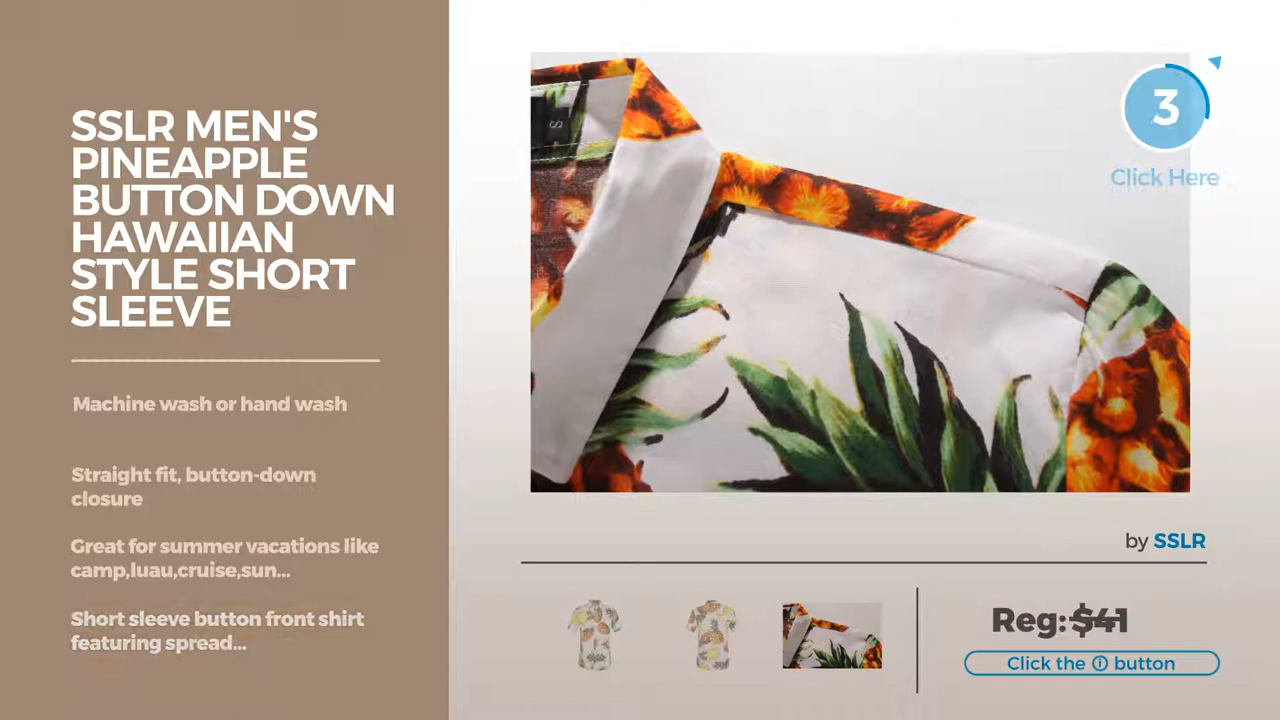 SSLR MEN'S
PINEAPPLE
BUTTON DOWN
HAWAIIAN
STYLE SHORT
SLEEVE
Machine wash or hand wash
Straight fit, button-down
closure
Great for summer vacations like
camp,luau,cruise,sun...
Short sleeve button front shirt
featuring spread...
3
Click Here
by SSLR
Reg: $41
Click the ⓘ button